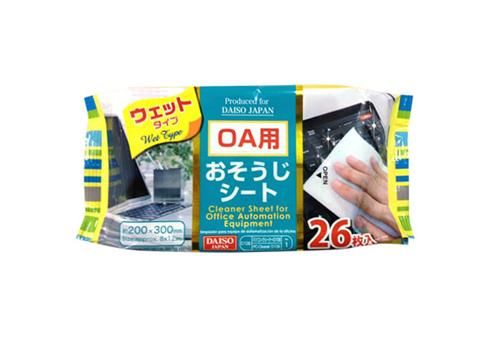 ウェット
タイプ
Wet Type
Produced for
DAISO JAPAN
OA用
おそうじ
シート
Cleaner Sheet for
Office Automation
Equipment
200×300mm
Size approx.
DAISO
JAPAN
OPEN
26枚入